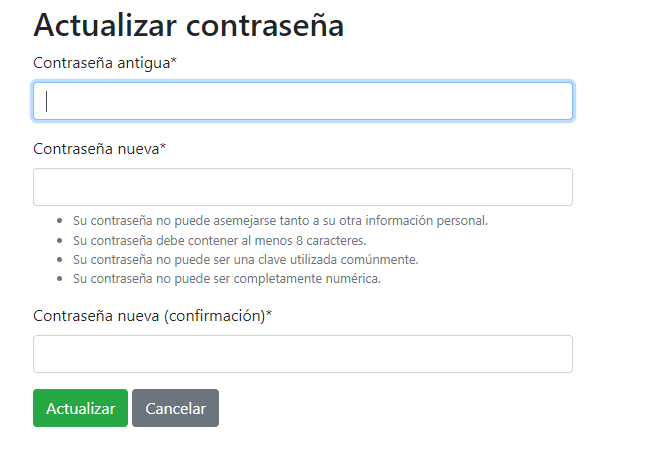 Actualizar contraseña
Contraseña antigua*
Contraseña nueva*
Su contraseña no puede asemejarse tanto a su otra información personal.
Su contraseña debe contener al menos 8 caracteres.
Su contraseña no puede ser una clave utilizada comúnmente.
Su contraseña no puede ser completamente numérica.
Contraseña nueva (confirmación)*
Actualizar Cancelar